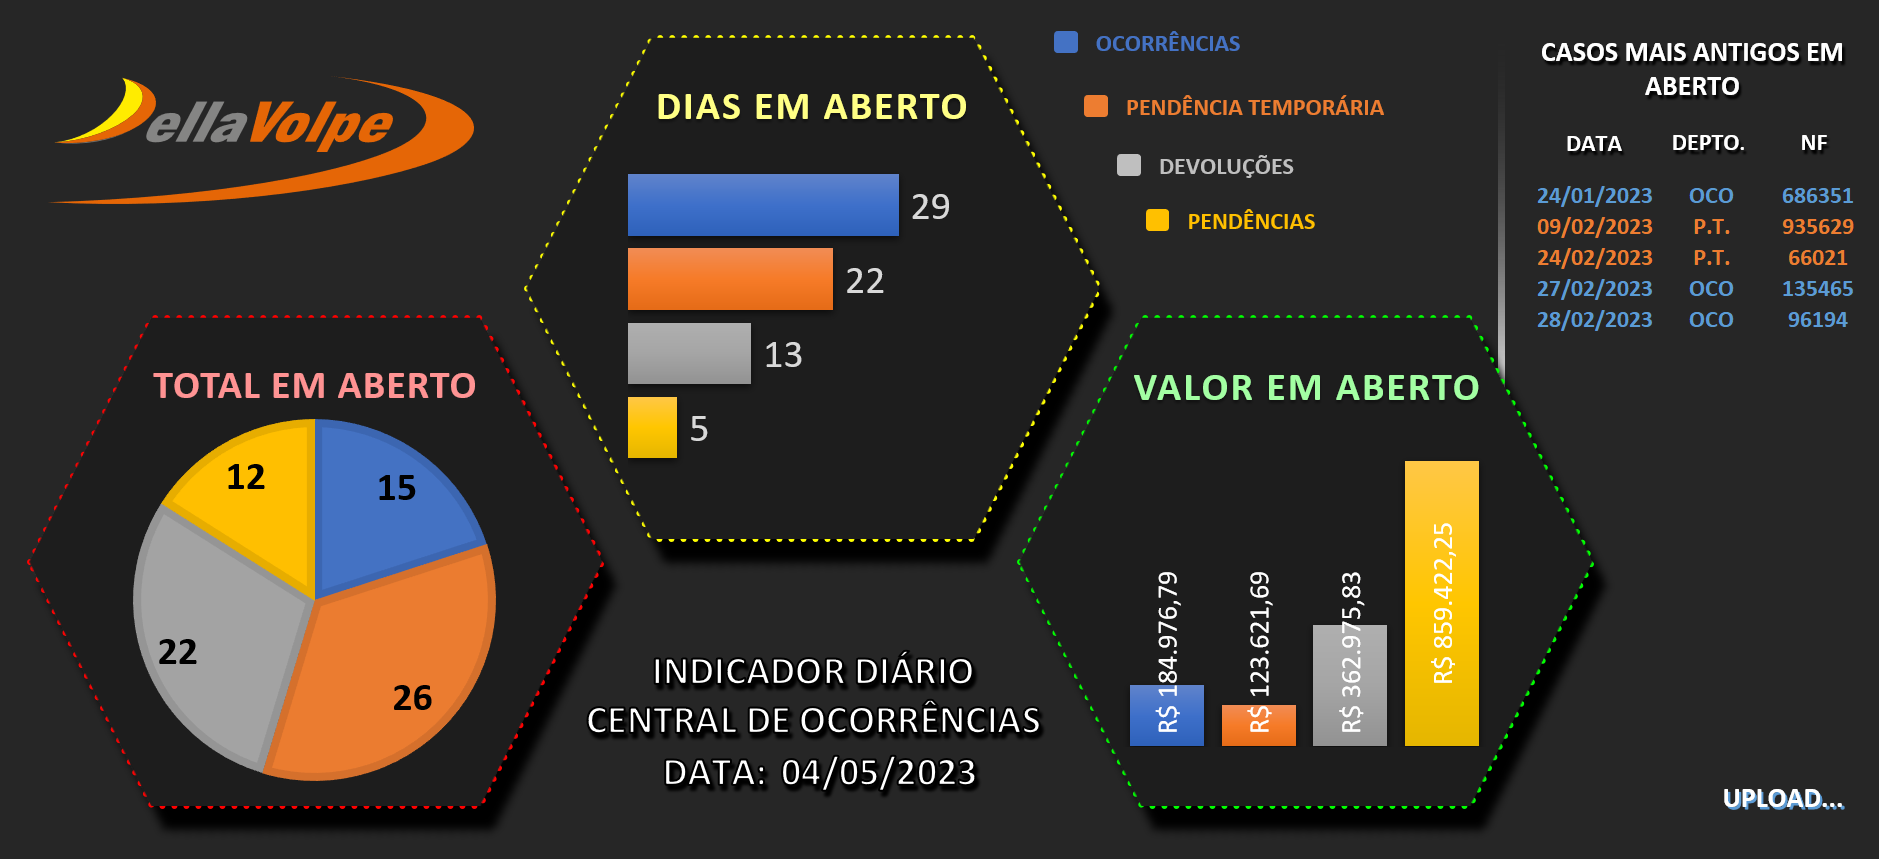 DellaVolpe
DIAS EM ABERTO
29
22
13
5
OCORRÊNCIAS
PENDÊNCIA TEMPORÁRIA
DEVOLUÇÕES
PENDÊNCIAS
CASOS MAIS ANTIGOS EM
ABERTO
DATA DEPTO. NF
24/01/2023 OCO 686351
09/02/2023 P.T. 935629
24/02/2023 P.T. 66021
27/02/2023 OCO 135465
28/02/2023 OCO 96194
TOTAL EM ABERTO
12
15
22
26
INDICADOR DIÁRIO
CENTRAL DE OCORRÊNCIAS
DATA: 04/05/2023
VALOR EM ABERTO
R$ 184.976,79
R$ 123.621,69
R$ 362.975,83
R$ 859.422,25
UPLOAD...